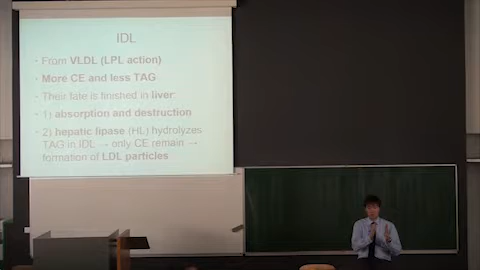 IDL
• From VLDL (LPL action)
• More CE and less TAG
• Their fate is finished in liver:
• 1) absorption and destruction
• 2) hepatic lipase (HL) hydrolyzes
TAG in IDL → only CE remain →
formation of LDL particles